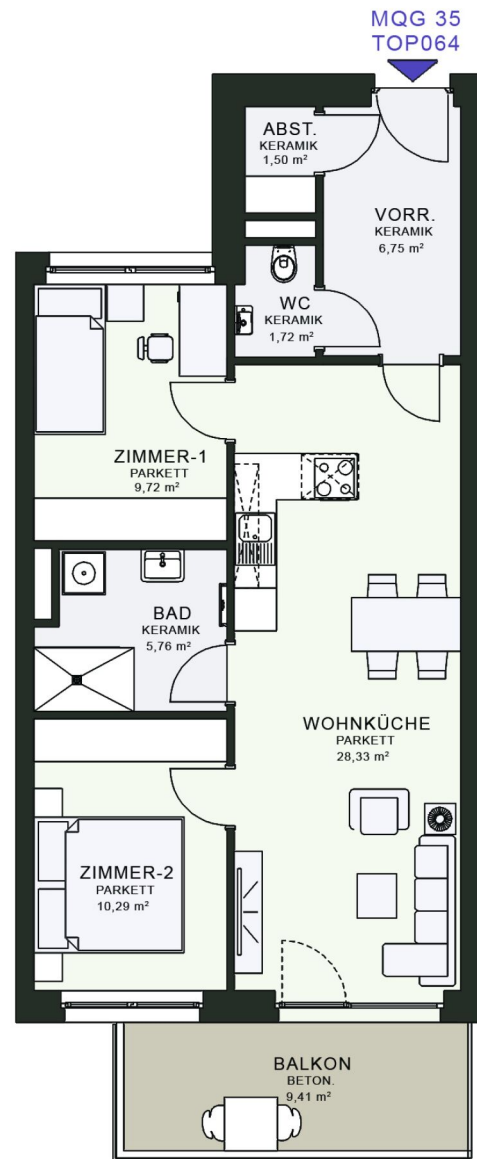 MQG 35
TOP064
ABST.
KERAMIK
1,50 m²
VORR.
KERAMIK
6,75 m²
WC
KERAMIK
1,72 m²
ZIMMER-1
PARKETT
9,72 m²
BAD
KERAMIK
5,76 m²
WOHNKÜCHE
PARKETT
28,33 m²
ZIMMER-2
PARKETT
10,29 m²
BALKON
BETON.
9,41 m²